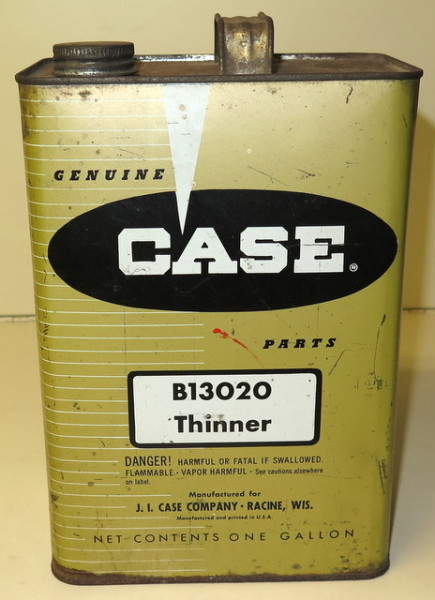 GENUINE
CASE®
PARTS
B13020
Thinner
DANGER! HARMFUL OR FATAL IF SWALLOWED.
FLAMMABLE - VAPOR HARMFUL - See cautions elsewhere
on label.
Manufactured for
J. I. CASE COMPANY • RACINE, WIS.
Manufactured and printed in U.S.A.
NET CONTENTS ONE GALLON